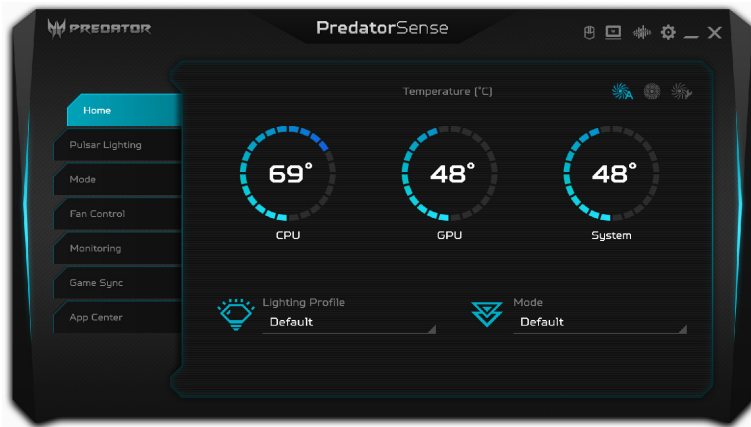 PREDATOR
PredatorSense
Temperature (°C)
Home
Pulsar Lighting
Mode
Fan Control
Monitoring
Game Sync
App Center
69°
48°
48°
CPU
GPU
System
Lighting Profile
Default
Mode
Default